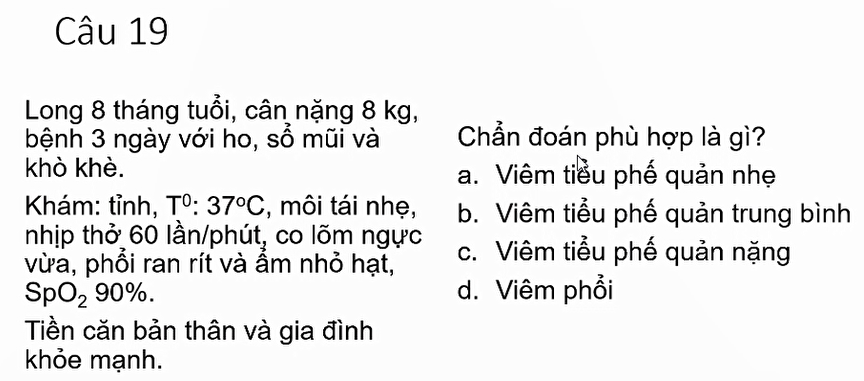 Câu 19
Long 8 tháng tuổi, cân nặng 8 kg,
bệnh 3 ngày với ho, sổ mũi và
khò khè.
Khám: tỉnh, T⁰: 37ºC, môi tái nhẹ,
nhịp thở 60 lần/phút, co lõm ngực
vừa, phổi ran rít và ẩm nhỏ hạt,
SpO₂ 90%.
Tiền căn bản thân và gia đình
khỏe mạnh.
Chẩn đoán phù hợp là gì?
a. Viêm tiểu phế quản nhẹ
b. Viêm tiểu phế quản trung bình
c. Viêm tiểu phế quản nặng
d. Viêm phổi